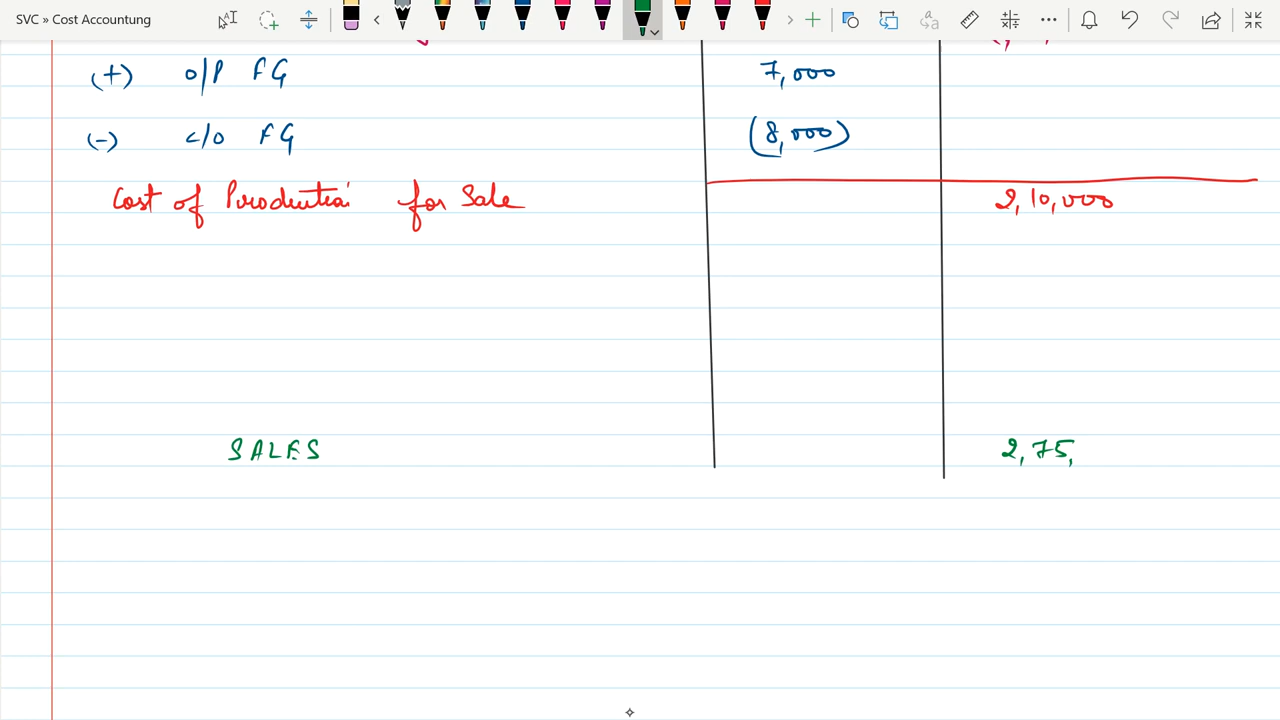 SVC » Cost Accountung
(+) o/P FG 7,000
(-) c/o FG (8,000)
Cost of Production for Sale 2,10,000
SALES 2,75,